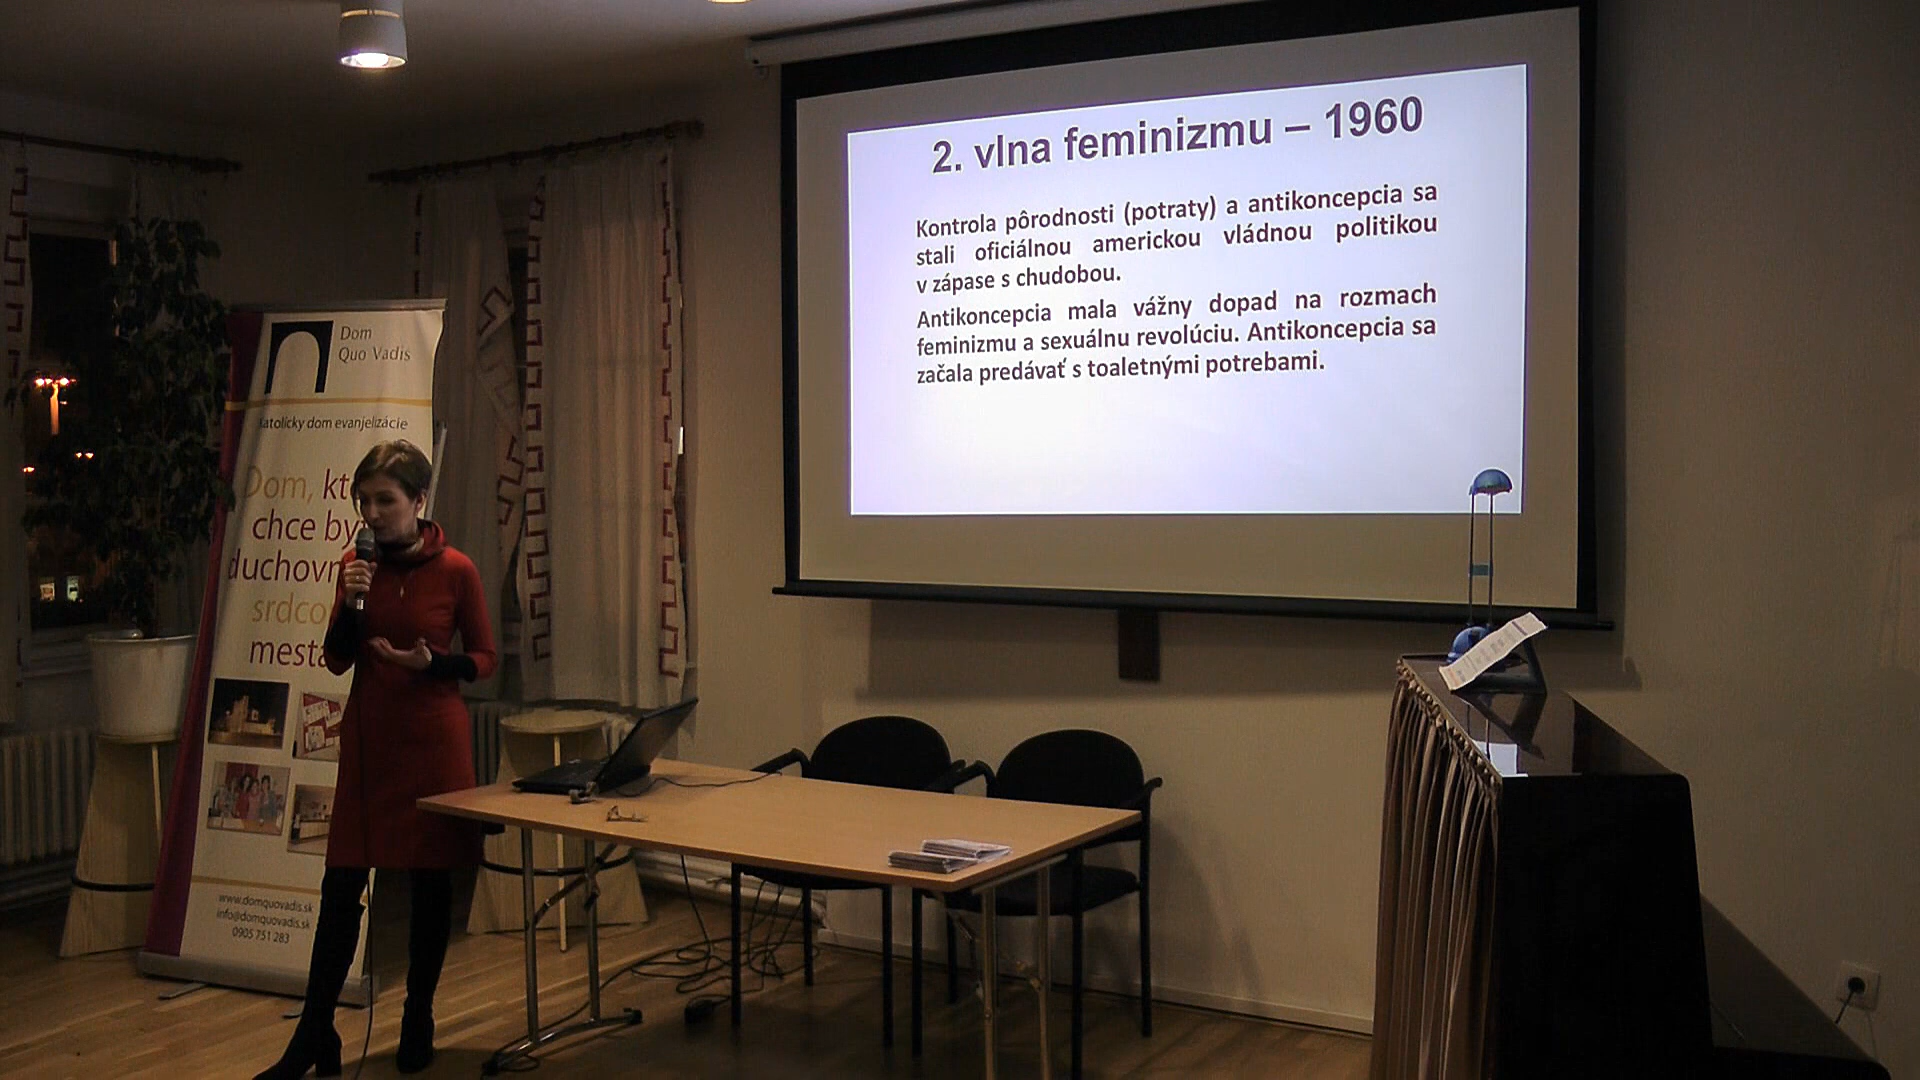 2. vlna feminizmu – 1960
Kontrola pôrodnosti (potraty) a antikoncepcia sa
stali oficiálnou americkou vládnou politikou
v zápase s chudobou.
Antikoncepcia mala vážny dopad na rozmach
feminizmu a sexuálnu revolúciu. Antikoncepcia sa
začala predávať s toaletnými potrebami.
Dom
Quo Vadis
Katolícky dom evanjelizácie
Dom, kt
chce by
duchovn
srdco
mesta
www.domquovadis.sk
info@domquovadis.sk
0905 751 283